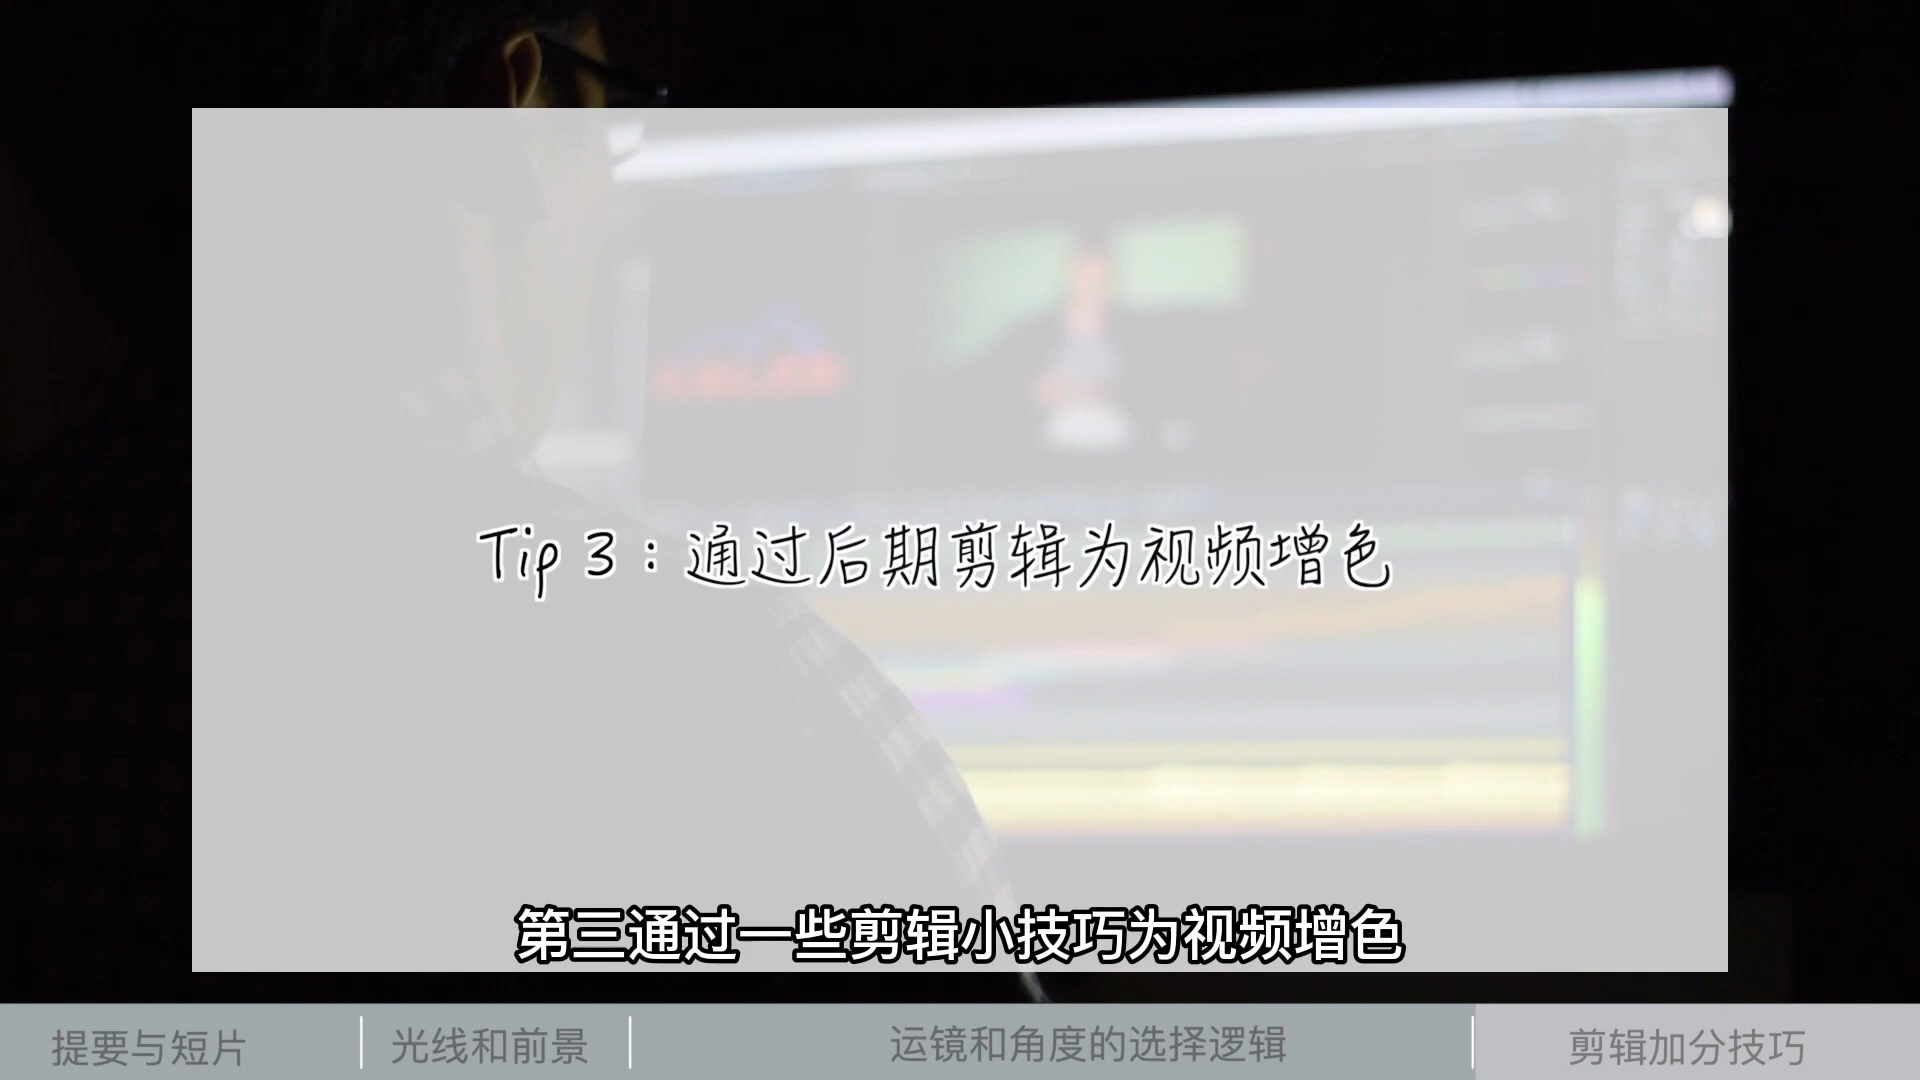 Tip 3：通过后期剪辑为视频增色
第三通过一些剪辑小技巧为视频增色
提要与短片
光线和前景
运镜和角度的选择逻辑
剪辑加分技巧